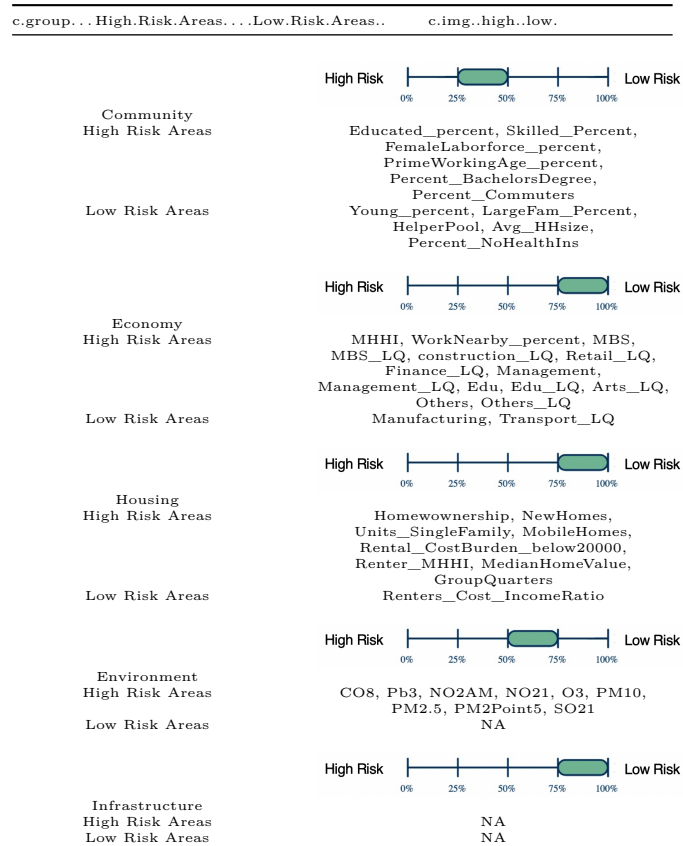 c.group...High.Risk.Areas....Low.Risk.Areas.. c.img..high..low.
High Risk Low Risk
0% 25% 50% 75% 100%
Community
High Risk Areas Educated_percent, Skilled_Percent,
FemaleLaborforce_percent,
PrimeWorkingAge_percent,
Percent_BachelorsDegree,
Percent_Commuters
Low Risk Areas Young_percent, LargeFam_Percent,
HelperPool, Avg_HHsize,
Percent_NoHealthIns
High Risk Low Risk
0% 25% 50% 75% 100%
Economy
High Risk Areas MHHI, WorkNearby_percent, MBS,
MBS_LQ, construction_LQ, Retail_LQ,
Finance_LQ, Management,
Management_LQ, Edu, Edu_LQ, Arts_LQ,
Others, Others_LQ
Low Risk Areas Manufacturing, Transport_LQ
High Risk Low Risk
0% 25% 50% 75% 100%
Housing
High Risk Areas Homewownership, NewHomes,
Units_SingleFamily, MobileHomes,
Rental_CostBurden_below20000,
Renter_MHHI, MedianHomeValue,
GroupQuarters
Low Risk Areas Renters_Cost_IncomeRatio
High Risk Low Risk
0% 25% 50% 75% 100%
Environment
High Risk Areas CO8, Pb3, NO2AM, NO21, O3, PM10,
PM2.5, PM2Point5, SO21
Low Risk Areas NA
High Risk Low Risk
0% 25% 50% 75% 100%
Infrastructure
High Risk Areas NA
Low Risk Areas NA